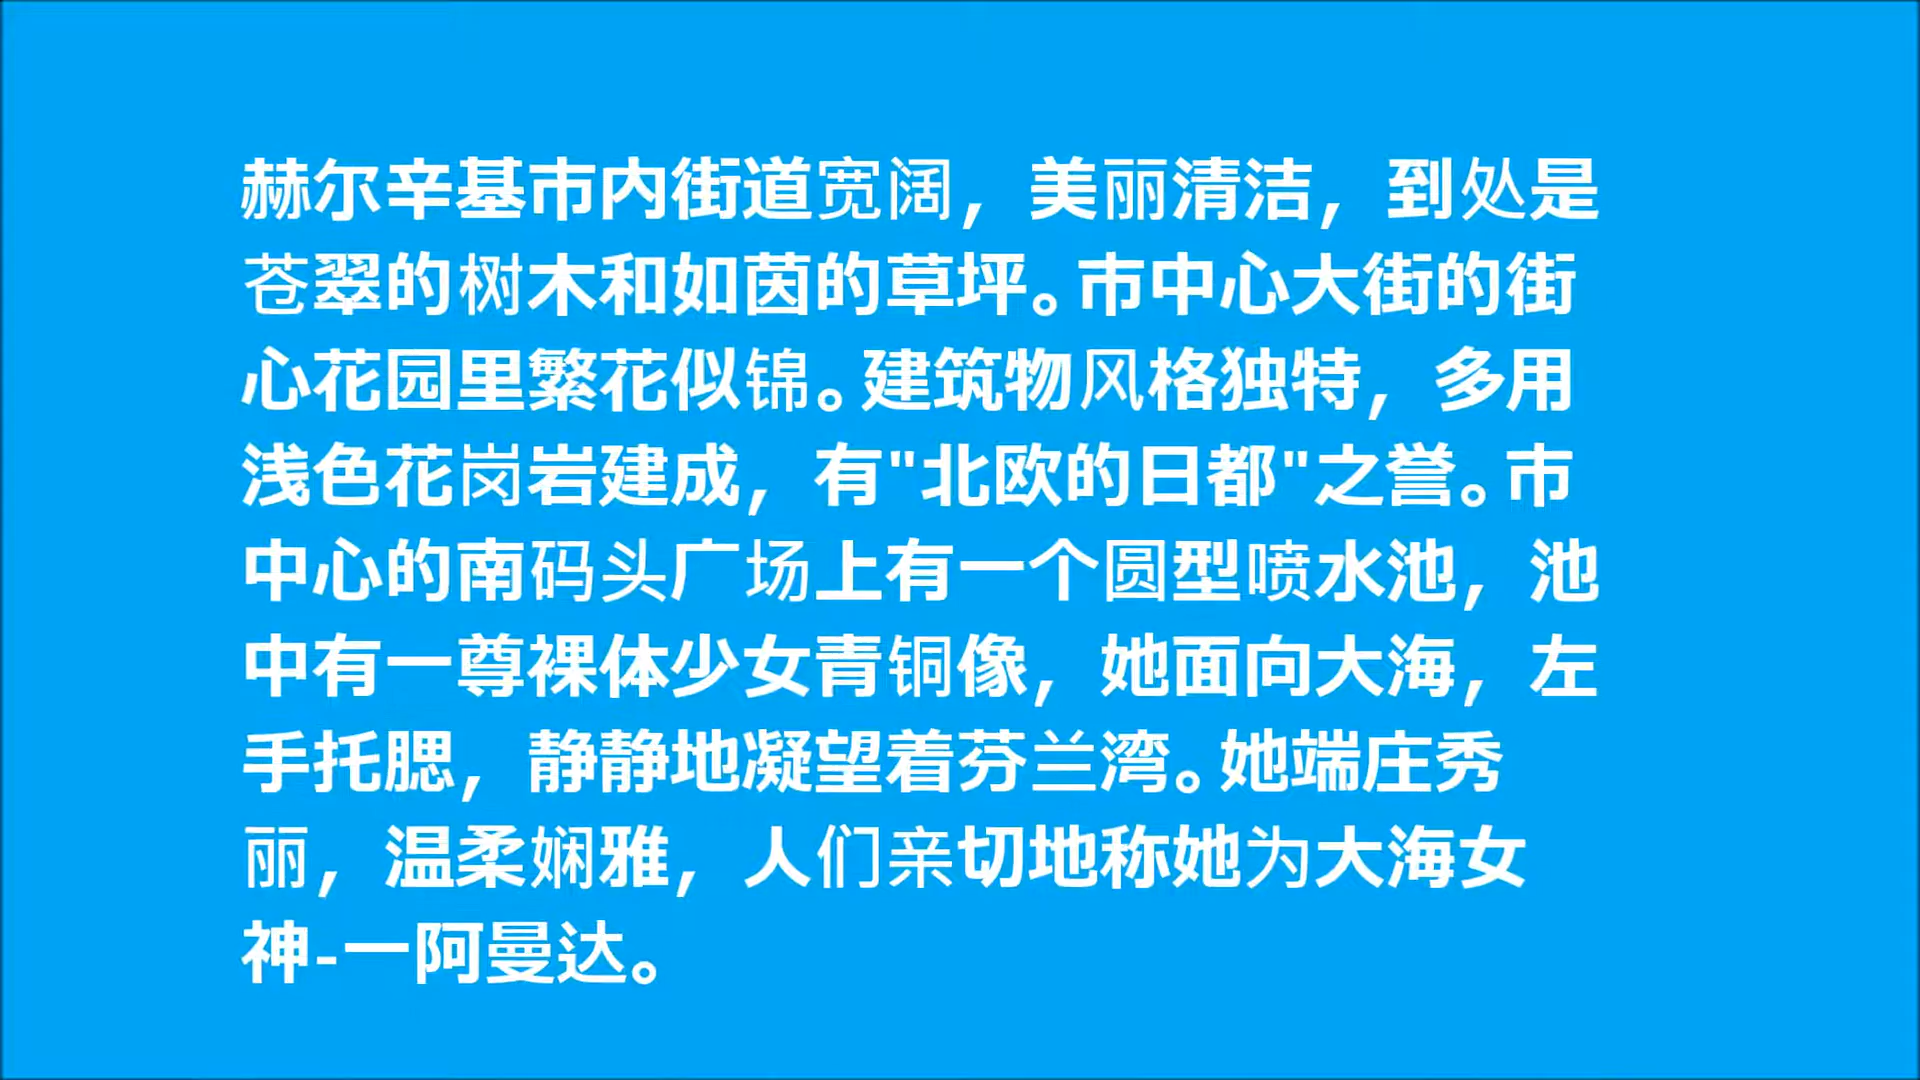 赫尔辛基市内街道宽阔，美丽清洁，到处是
苍翠的树木和如茵的草坪。市中心大街的街
心花园里繁花似锦。建筑物风格独特，多用
浅色花岗岩建成，有"北欧的日都"之誉。市
中心的南码头广场上有一个圆型喷水池，池
中有一尊裸体少女青铜像，她面向大海，左
手托腮，静静地凝望着芬兰湾。她端庄秀
丽，温柔娴雅，人们亲切地称她为大海女
神-一阿曼达。